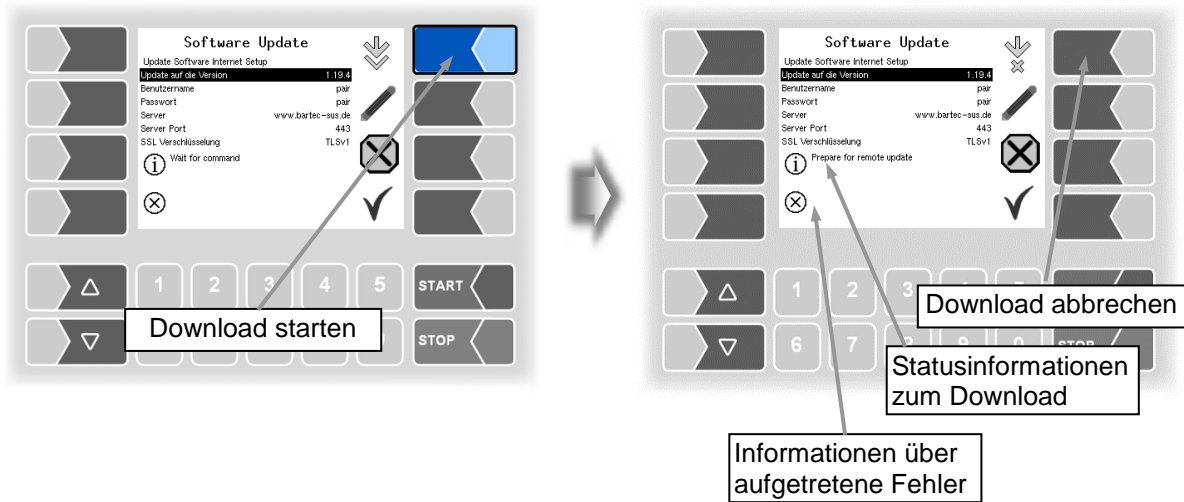 Software Update
Update Software Internet Setup
Update auf die Version 1.19.4
Benutzername pair
Passwort pair
Server www.bartec-sus.de
Server Port 443
SSL Verschlüsselung TLSv1
Wait for command
1 2 3 4 5 START
STOP
Download starten
Software Update
Update Software Internet Setup
Update auf die Version 1.19.4
Benutzername pair
Passwort pair
Server www.bartec-sus.de
Server Port 443
SSL Verschlüsselung TLSv1
Prepare for remote update
1 2 3
6 7
Download abbrechen
Statusinformationen
zum Download
Informationen über
aufgetretene Fehler